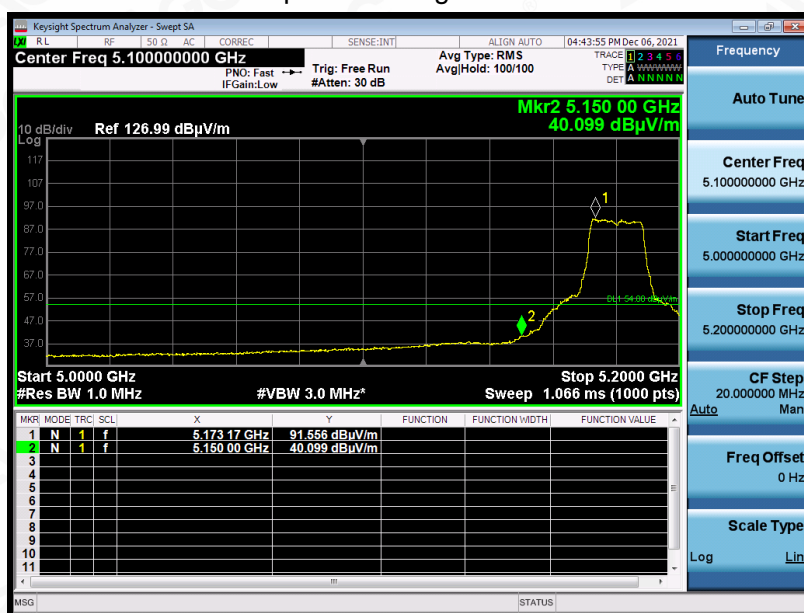 Keysight Spectrum Analyzer - Swept SA
LXI RL RF 50 Ω AC CORREC SENSE:INT ALIGN AUTO 04:43:55 PM Dec 06, 2021
Center Freq 5.100000000 GHz
PNO: Fast
IFGain:Low
Trig: Free Run
#Atten: 30 dB
Avg Type: RMS
Avg|Hold: 100/100
TRACE 1 2 3 4 5 6
TYPE A WWWWW
DET A N N N N N
Mkr2 5.150 00 GHz
40.099 dBµV/m
10 dB/div Ref 126.99 dBµV/m
Log
117
107
97.0
87.0
77.0
67.0
57.0
47.0
37.0
1
2
DL1 54.00 dBµV/m
Start 5.0000 GHz Stop 5.2000 GHz
#Res BW 1.0 MHz #VBW 3.0 MHz* Sweep 1.066 ms (1000 pts)
MKR MODE TRC SCL X Y FUNCTION FUNCTION WIDTH FUNCTION VALUE
1 N 1 f 5.173 17 GHz 91.556 dBµV/m
2 N 1 f 5.150 00 GHz 40.099 dBµV/m
3
4
5
6
7
8
9
10
11
MSG STATUS
Frequency
Auto Tune
Center Freq
5.100000000 GHz
Start Freq
5.000000000 GHz
Stop Freq
5.200000000 GHz
CF Step
20.000000 MHz
Auto Man
Freq Offset
0 Hz
Scale Type
Log Lin